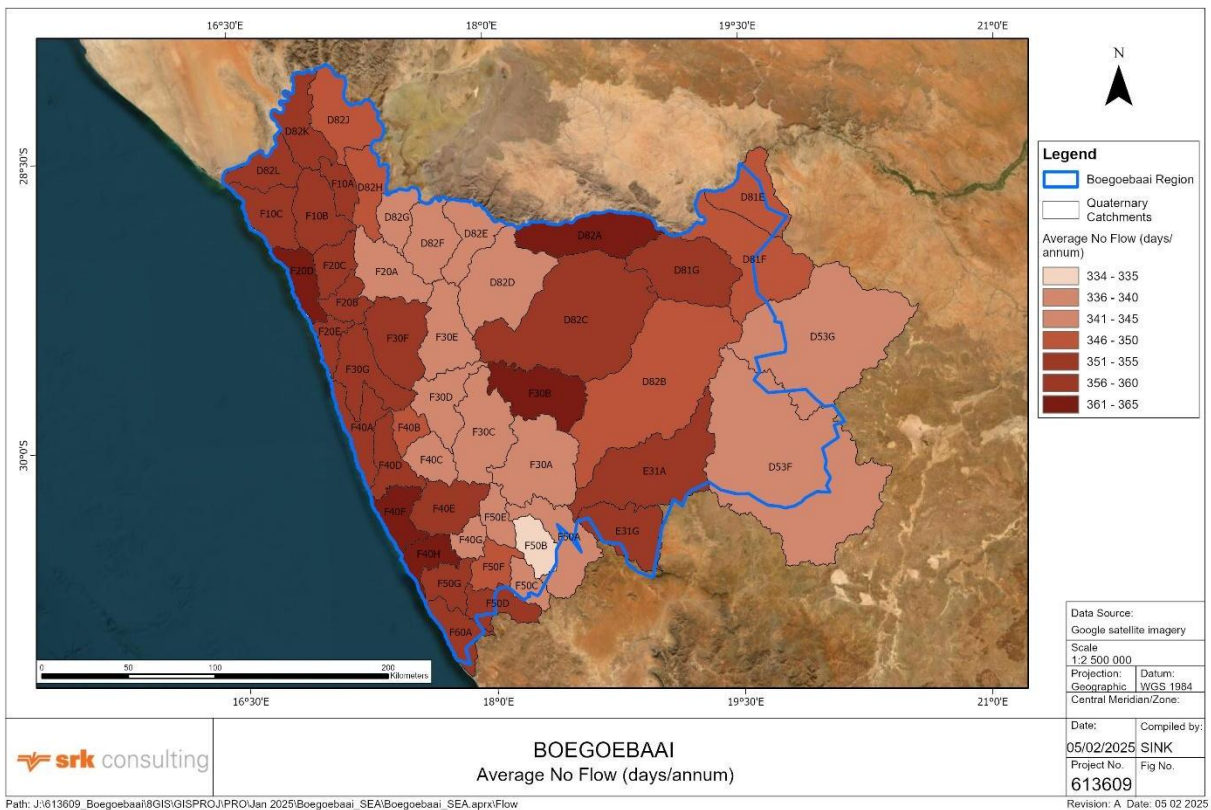 16°30'E
18°0'E
19°30'E
21°0'E
28°30'S
30°0'S
N
D82K
D82J
D82L
F10A
D82H
F10C
F10B
D82G
D82E
D82F
D82A
D81E
F20D
F20C
F20A
D82D
D81G
D81F
F20B
F20E
F30F
F30E
D82C
D53G
F30G
D82B
F30B
F30D
F40A
F40B
F30C
F40C
F40D
F30A
E31A
D53F
F40F
F40E
F50E
F40G
F50B
F50A
E31G
F40H
F50F
F50G
F50C
F50D
F60A
0 50 100 200
Kilometers
16°30'E
18°0'E
19°30'E
21°0'E
Legend
Boegoebaai Region
Quaternary
Catchments
Average No Flow (days/
annum)
334 - 335
336 - 340
341 - 345
346 - 350
351 - 355
356 - 360
361 - 365
Data Source:
Google satellite imagery
Scale
1:2 500 000
Projection:
Geographic
Datum:
WGS 1984
Central Meridian/Zone:
Date:
05/02/2025
Compiled by:
SINK
Project No.
613609
Fig No.
srk consulting
BOEGOEBAAI
Average No Flow (days/annum)
Path: J:\613609_Boegoebaai\8GIS\GISPROJ\PRO\Jan 2025\Boegoebaai_SEA\Boegoebaai_SEA.aprx\Flow
Revision: A Date: 05 02 2025